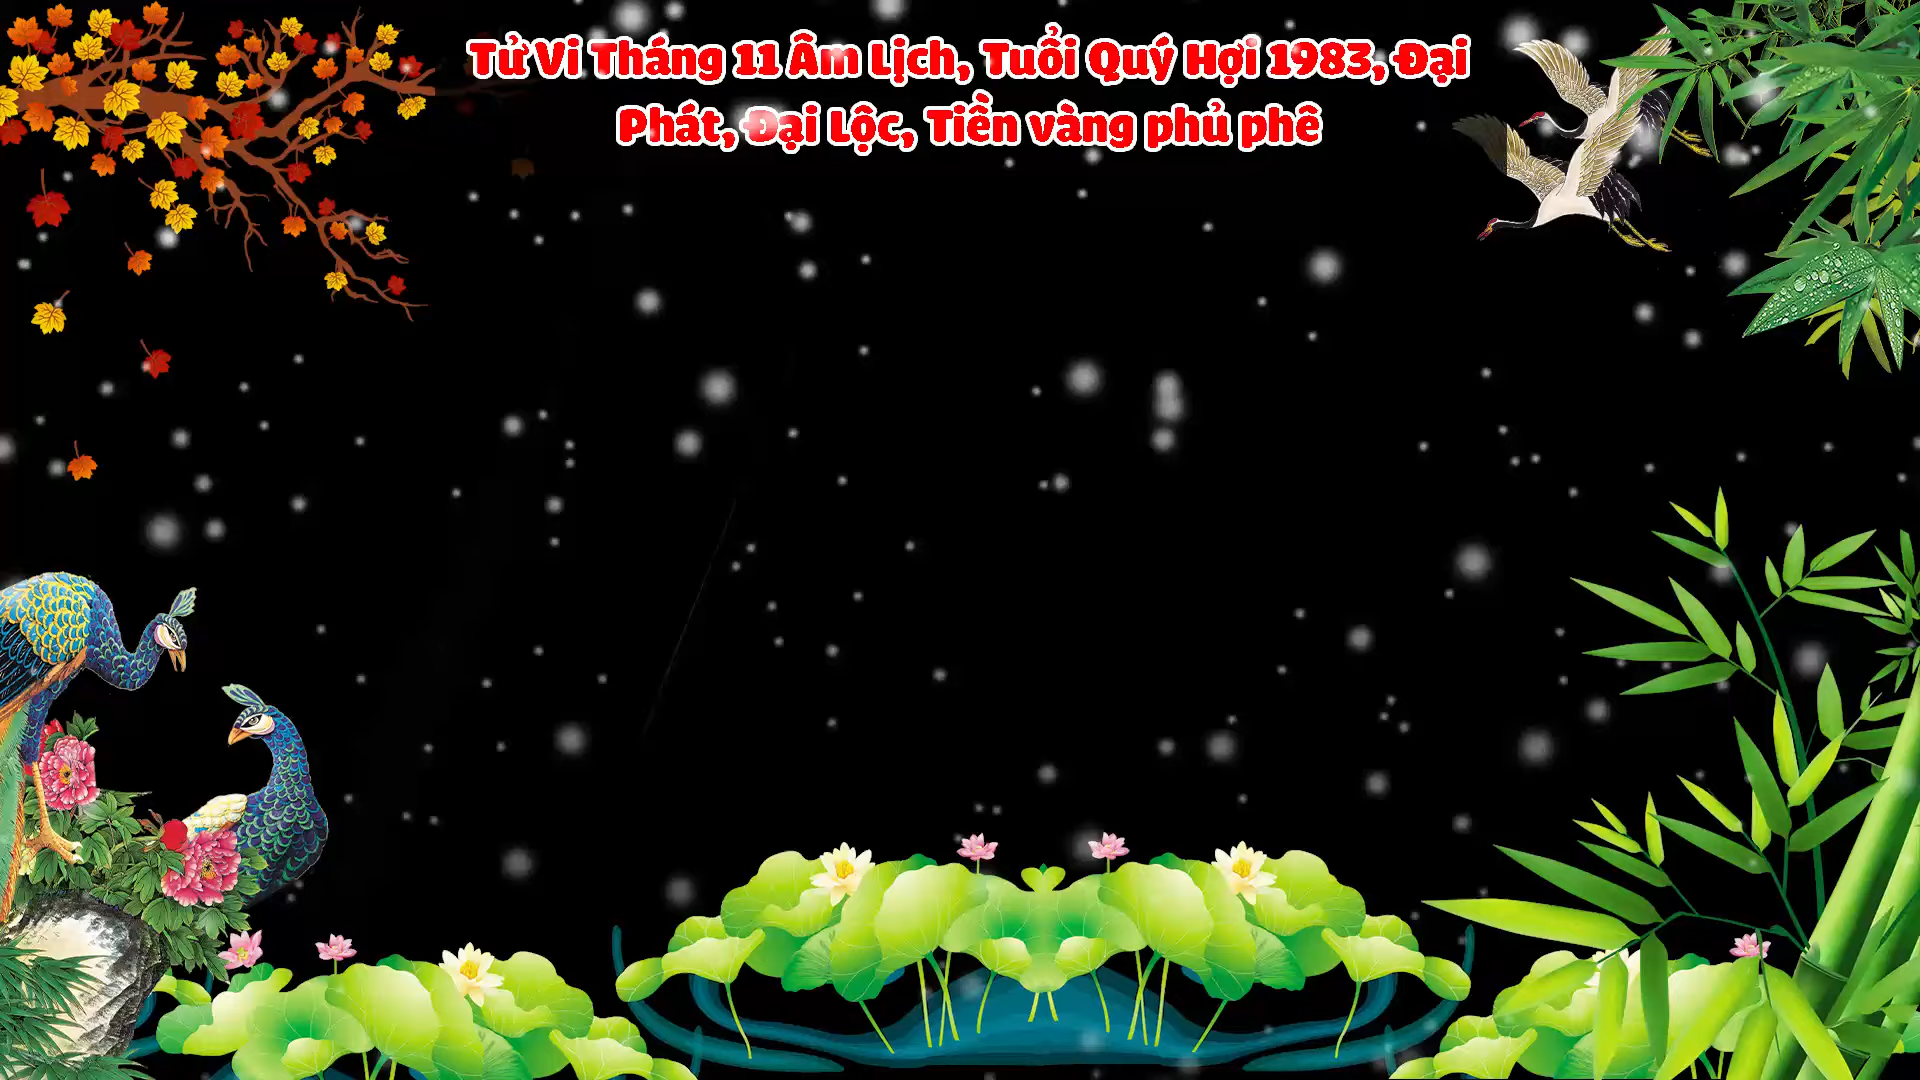 Tử Vi Tháng 11 Âm Lịch, Tuổi Quý Hợi 1983, Đại
Phát, Đại Lộc, Tiền vàng phủ phê